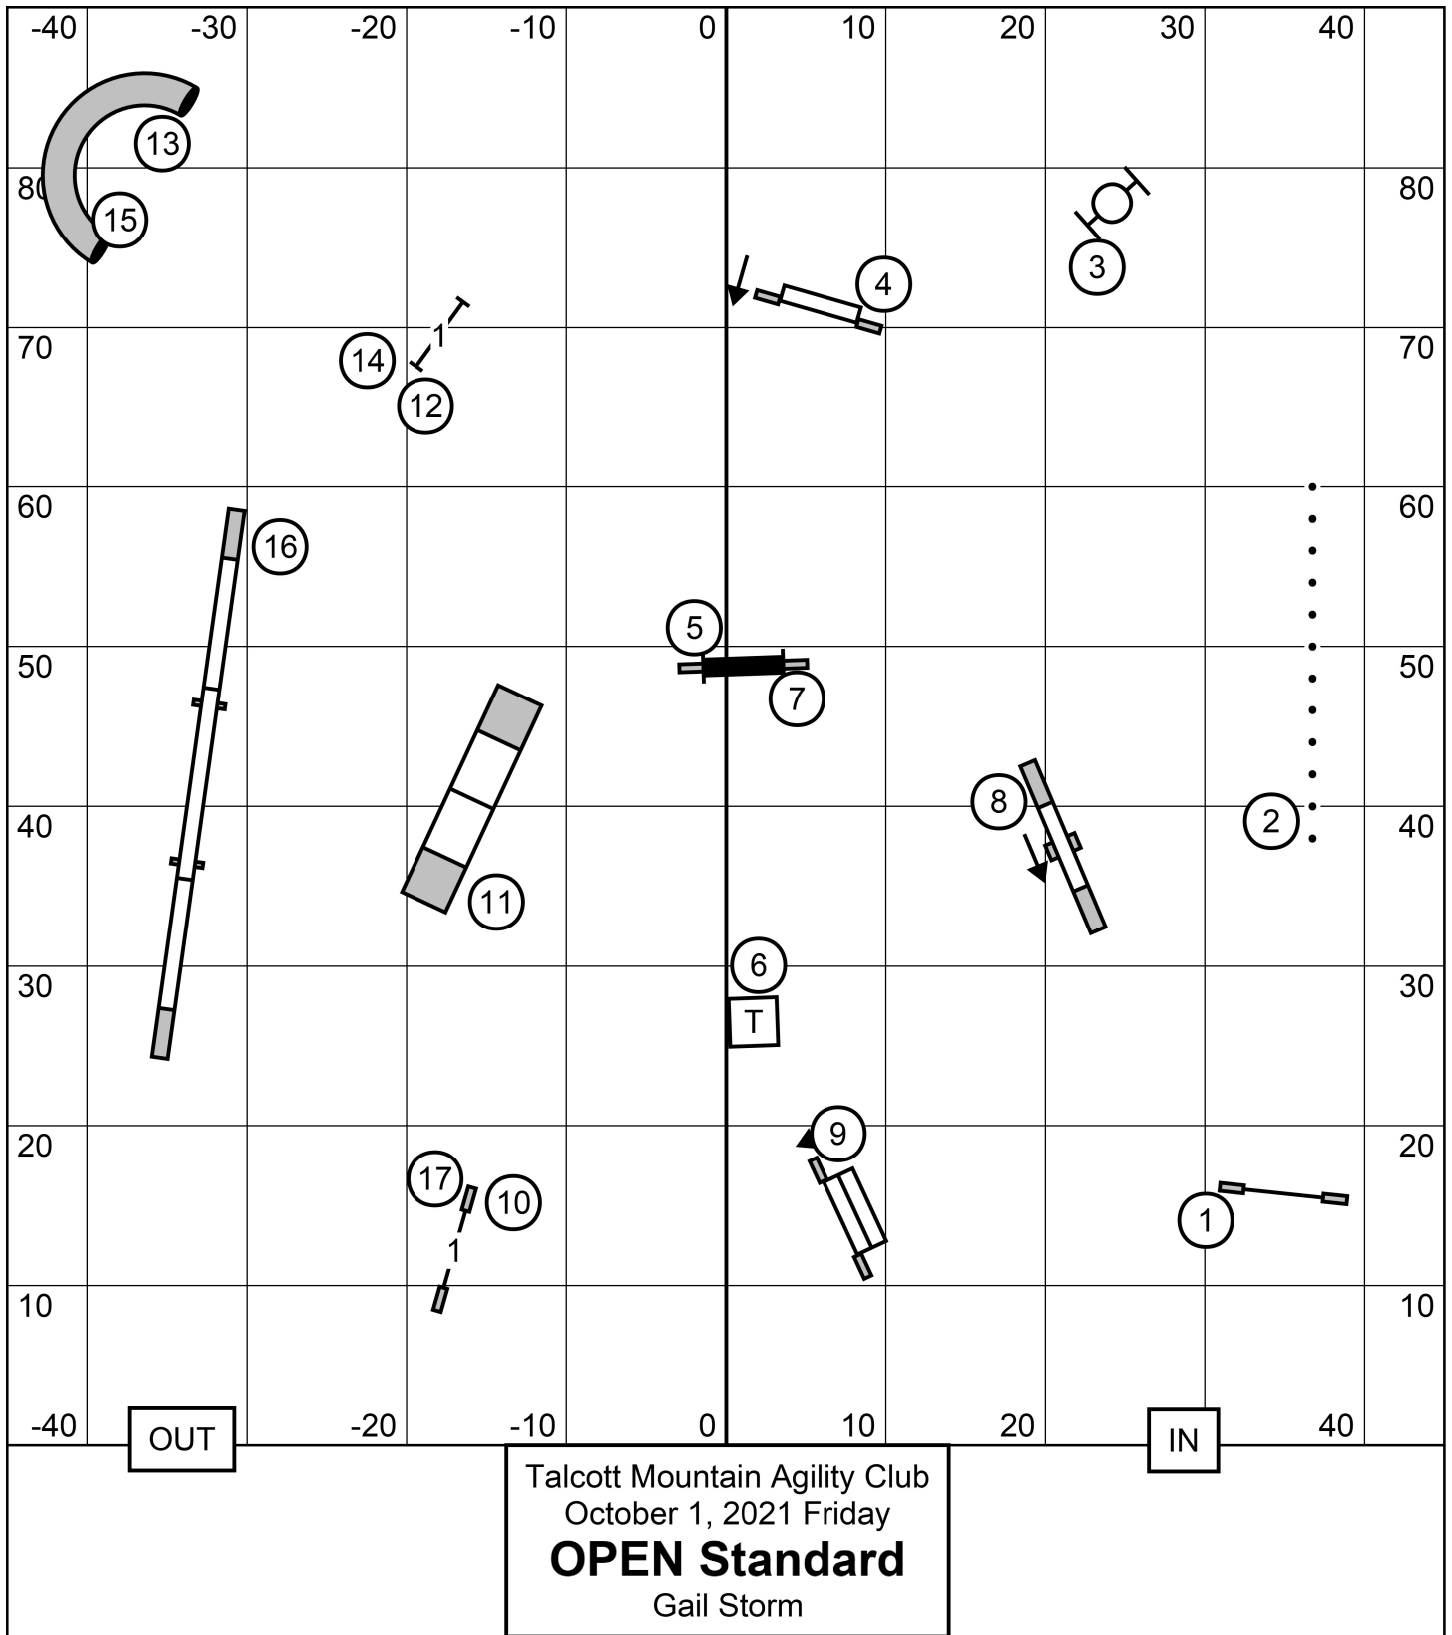 -40 -30 -20 -10 0 10 20 30 40
13
80 80
15
3
4
1
70 70
14
12
60 60
16
5
50 50
7
8
40 2 40
11
6
30 30
T
9
20 20
17 10
1
1
10 10
-40 -20 -10 0 10 20 40
OUT IN
Talcott Mountain Agility Club
October 1, 2021 Friday
OPEN Standard
Gail Storm